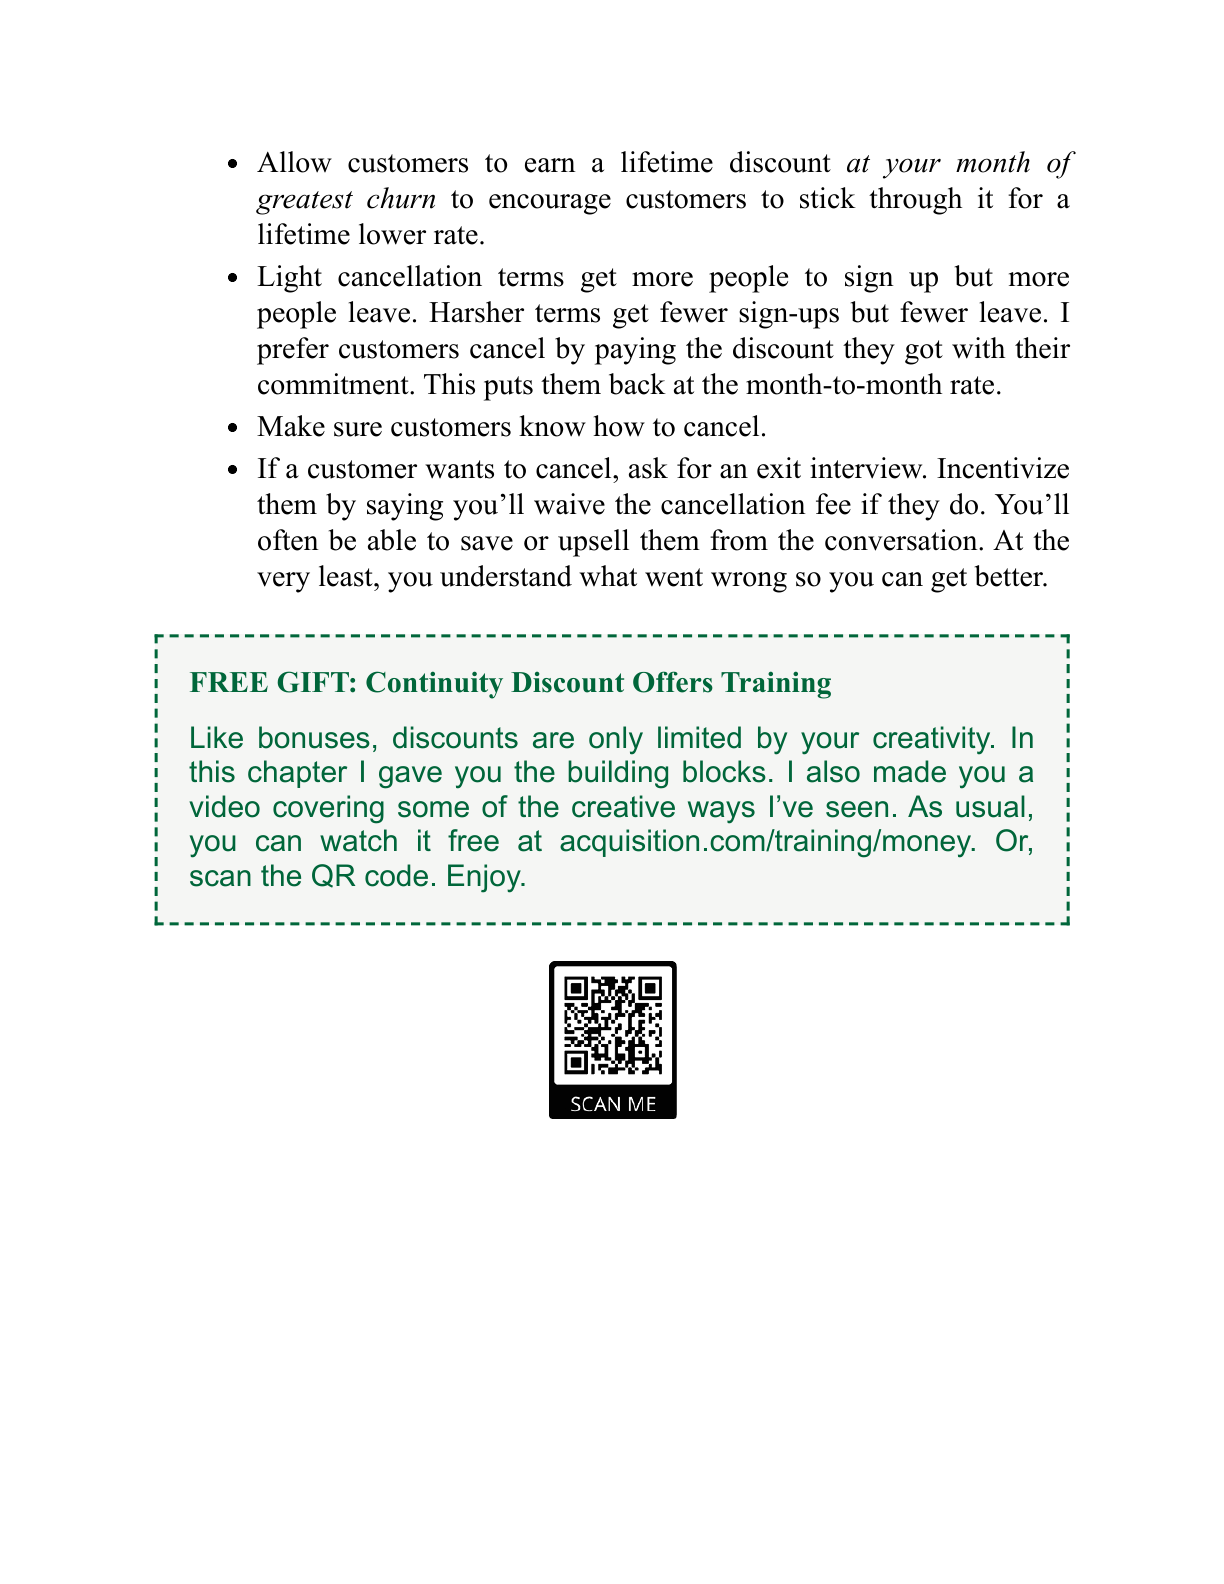 • Allow customers to earn a lifetime discount at your month of
greatest churn to encourage customers to stick through it for a
lifetime lower rate.
• Light cancellation terms get more people to sign up but more
people leave. Harsher terms get fewer sign-ups but fewer leave. I
prefer customers cancel by paying the discount they got with their
commitment. This puts them back at the month-to-month rate.
• Make sure customers know how to cancel.
• If a customer wants to cancel, ask for an exit interview. Incentivize
them by saying you’ll waive the cancellation fee if they do. You’ll
often be able to save or upsell them from the conversation. At the
very least, you understand what went wrong so you can get better.
FREE GIFT: Continuity Discount Offers Training
Like bonuses, discounts are only limited by your creativity. In
this chapter I gave you the building blocks. I also made you a
video covering some of the creative ways I’ve seen. As usual,
you can watch it free at acquisition.com/training/money. Or,
scan the QR code. Enjoy.
SCAN ME